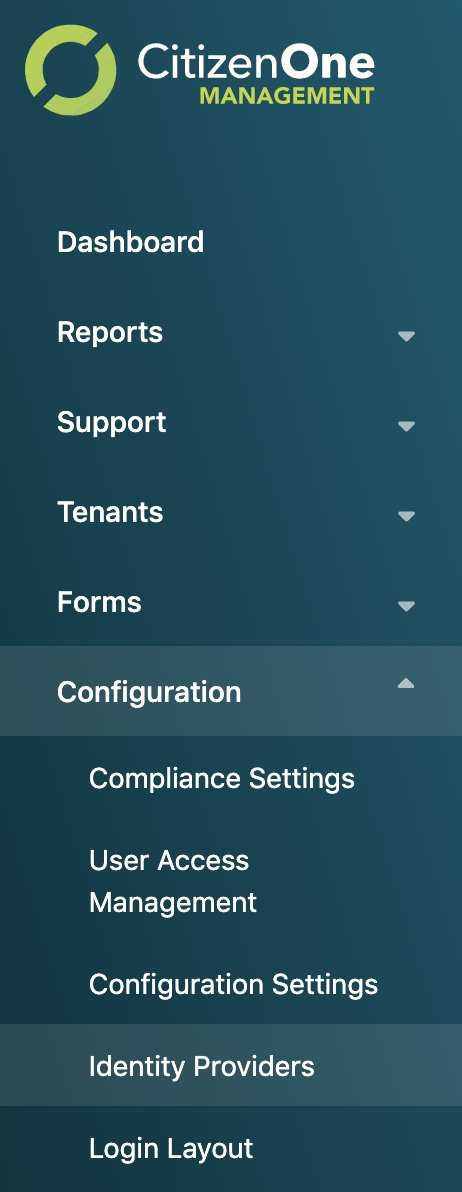 CitizenOne
MANAGEMENT
Dashboard
Reports
Support
Tenants
Forms
Configuration
Compliance Settings
User Access
Management
Configuration Settings
Identity Providers
Login Layout